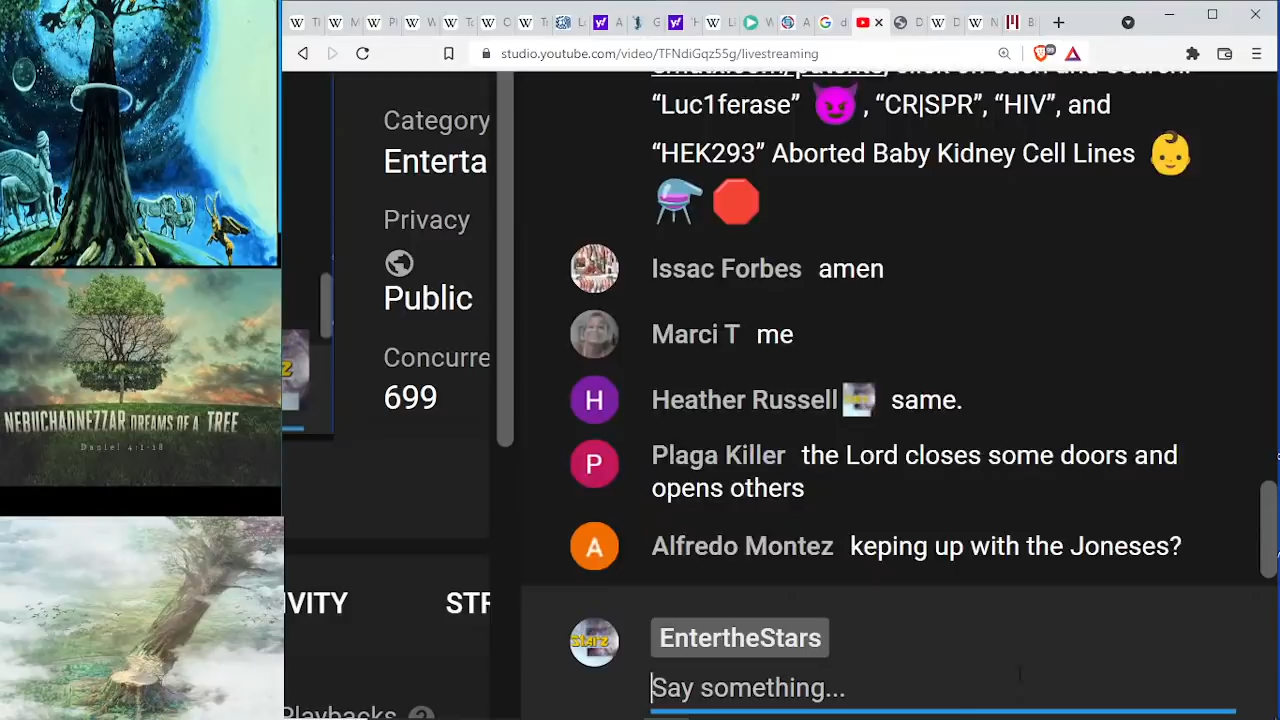 studio.youtube.com/video/TFNdiGqz55g/livestreaming
“Luc1ferase” 😈, “CR|SPR”, “HIV”, and
“HEK293” Aborted Baby Kidney Cell Lines 👶
Category
Enterta
Privacy
Public
Concurre
699
Issac Forbes amen
Marci T me
Heather Russell same.
Plaga Killer the Lord closes some doors and
opens others
Alfredo Montez keping up with the Joneses?
IVITY STR
EntertheStars
Say something...
Playbacks
NEBUCHADNEZZAR DREAMS OF A TREE
Daniel 4:1-18
STARZ